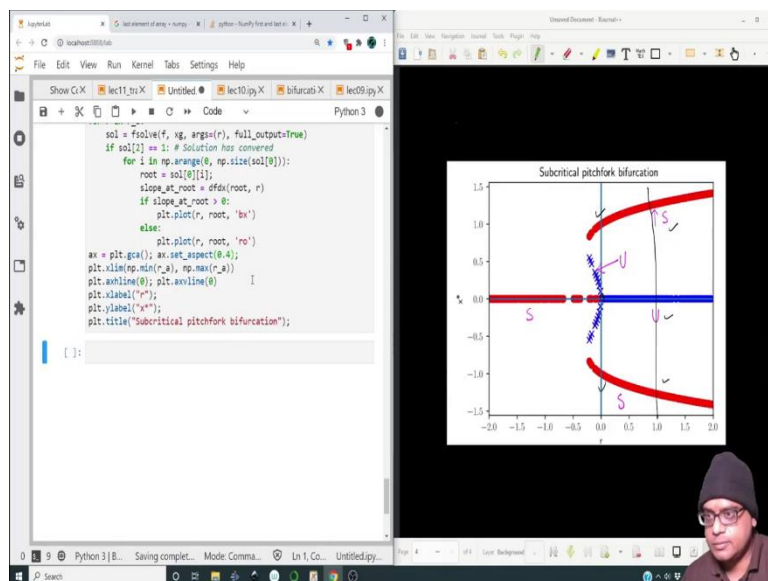 JupyterLab
last element of array + numpy -
python - NumPy first and last el
Unsaved Document - Xournal++
localhost:8888/lab
File Edit View Navigation Journal Tools Plugin Help
File Edit View Run Kernel Tabs Settings Help
Show C
lec11_tra
Untitled.
lec10.ipy
bifurcati
lec09.ipy
Code
Python 3
sol = fsolve(f, xg, args=(r), full_output=True)
if sol[2] == 1: # Solution has convered
for i in np.arange(0, np.size(sol[0])):
root = sol[0][i];
slope_at_root = dfdx(root, r)
if slope_at_root > 0:
plt.plot(r, root, 'bx')
else:
plt.plot(r, root, 'ro')
ax = plt.gca(); ax.set_aspect(0.4);
plt.xlim(np.min(r_a), np.max(r_a))
plt.axhline(0); plt.axvline(0)
plt.xlabel("r");
plt.ylabel("x*");
plt.title("Subcritical pitchfork bifurcation");
[ ]:
Subcritical pitchfork bifurcation
1.5
1.0
0.5
0.0
-0.5
-1.0
-1.5
x*
S
U
S
U
S
-2.0 -1.5 -1.0 -0.5 0.0 0.5 1.0 1.5 2.0
r
0 9 Python 3 | B... Saving complet... Mode: Comma... Ln 1, Co... Untitled.ipy
Page 4 of 4 Layer Background
Search